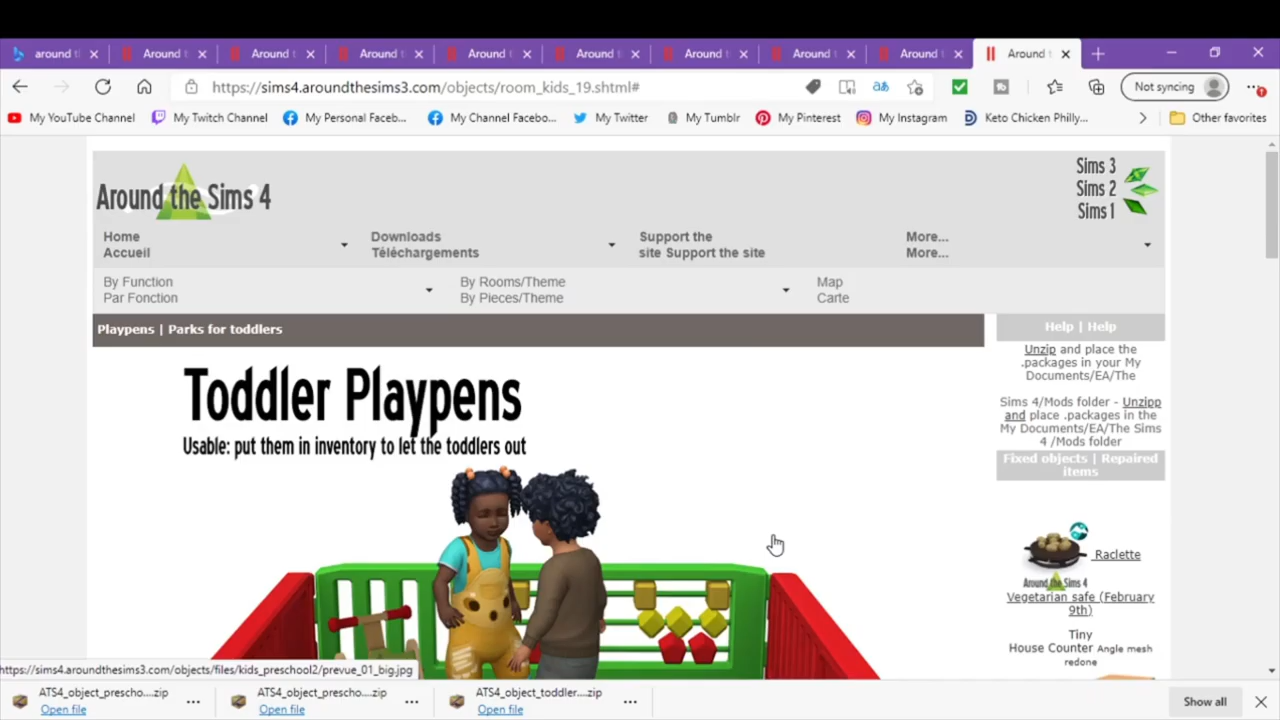 around t
Around t
Around t
Around t
Around t
Around t
Around t
Around t
Around t
Around t
https://sims4.aroundthesims3.com/objects/room_kids_19.shtml#
Not syncing
My YouTube Channel
My Twitch Channel
My Personal Faceb...
My Channel Facebo...
My Twitter
My Tumblr
My Pinterest
My Instagram
Keto Chicken Philly...
Other favorites
Around the Sims 4
Sims 3
Sims 2
Sims 1
Home
Accueil
Downloads
Téléchargements
Support the
site Support the site
More...
More...
By Function
Par Fonction
By Rooms/Theme
By Pieces/Theme
Map
Carte
Playpens | Parks for toddlers
Help | Help
Unzip and place the
.packages in your My
Documents/EA/The
Sims 4/Mods folder - Unzipp
and place .packages in the
My Documents/EA/The Sims
4 /Mods folder
Fixed objects | Repaired
items
Toddler Playpens
Usable: put them in inventory to let the toddlers out
Raclette
Around the Sims 4
Vegetarian safe (February
9th)
Tiny
House Counter Angle mesh
redone
https://sims4.aroundthesims3.com/objects/files/kids_preschool2/prevue_01_big.jpg
ATS4_object_prescho....zip
Open file
ATS4_object_prescho....zip
Open file
ATS4_object_toddler....zip
Open file
Show all